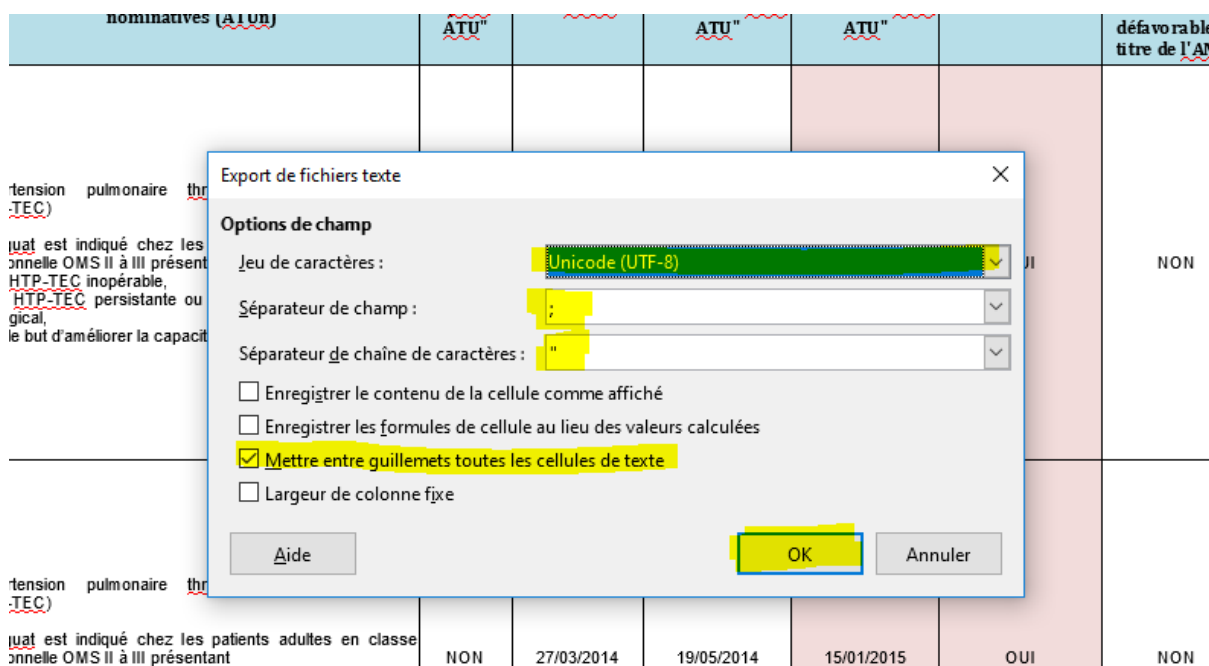 nominatives (ATUn)
ATU"
ATU"
ATU"
défavorable
titre de l'AM
Export de fichiers texte
Options de champ
Jeu de caractères :
Unicode (UTF-8)
Séparateur de champ :
;
Séparateur de chaîne de caractères :
"
Enregistrer le contenu de la cellule comme affiché
Enregistrer les formules de cellule au lieu des valeurs calculées
Mettre entre guillemets toutes les cellules de texte
Largeur de colonne fixe
Aide
OK
Annuler
rtension pulmonaire thr
-TEC)
iquat est indiqué chez les
onnelle OMS II à III présent
HTP-TEC inopérable,
HTP-TEC persistante ou
gical,
le but d'améliorer la capacit
UI
NON
rtension pulmonaire thr
-TEC)
iquat est indiqué chez les patients adultes en classe
onnelle OMS II à III présentant
NON
27/03/2014
19/05/2014
15/01/2015
OUI
NON